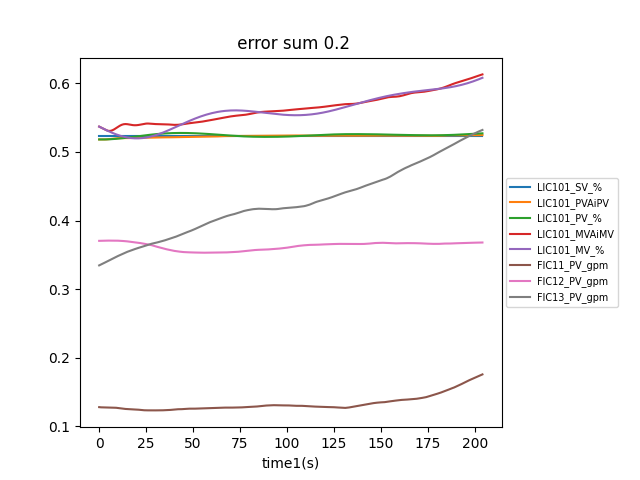 error sum 0.2
0.6
0.5
0.4
0.3
0.2
0.1
0 25 50 75 100 125 150 175 200
time1(s)
LIC101_SV_%
LIC101_PVAiPV
LIC101_PV_%
LIC101_MVAiMV
LIC101_MV_%
FIC11_PV_gpm
FIC12_PV_gpm
FIC13_PV_gpm